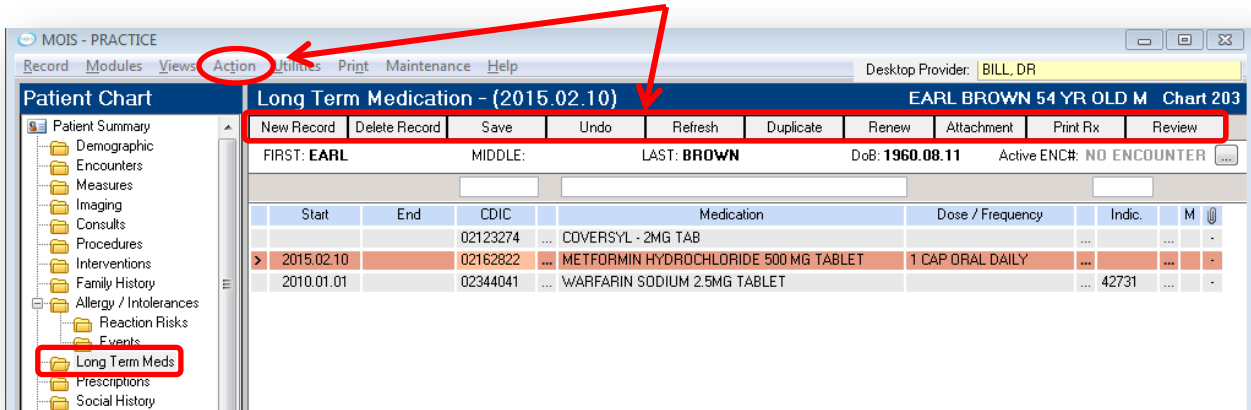 MOIS - PRACTICE
Record Modules Views Action Utilities Print Maintenance Help
Desktop Provider: BILL, DR
Patient Chart
Long Term Medication - (2015.02.10) EARL BROWN 54 YR OLD M Chart 203
New Record Delete Record Save Undo Refresh Duplicate Renew Attachment Print Rx Review
FIRST: EARL MIDDLE: LAST: BROWN DoB: 1960.08.11 Active ENC#: NO ENCOUNTER ...
Start End CDIC Medication Dose / Frequency Indic. M
02123274 ... COVERSYL - 2MG TAB ... ... -
> 2015.02.10 02162822 ... METFORMIN HYDROCHLORIDE 500 MG TABLET 1 CAP ORAL DAILY ... ... -
2010.01.01 02344041 ... WARFARIN SODIUM 2.5MG TABLET ... 42731 ... -
Patient Summary
Demographic
Encounters
Measures
Imaging
Consults
Procedures
Interventions
Family History
Allergy / Intolerances
Reaction Risks
Events
Long Term Meds
Prescriptions
Social History